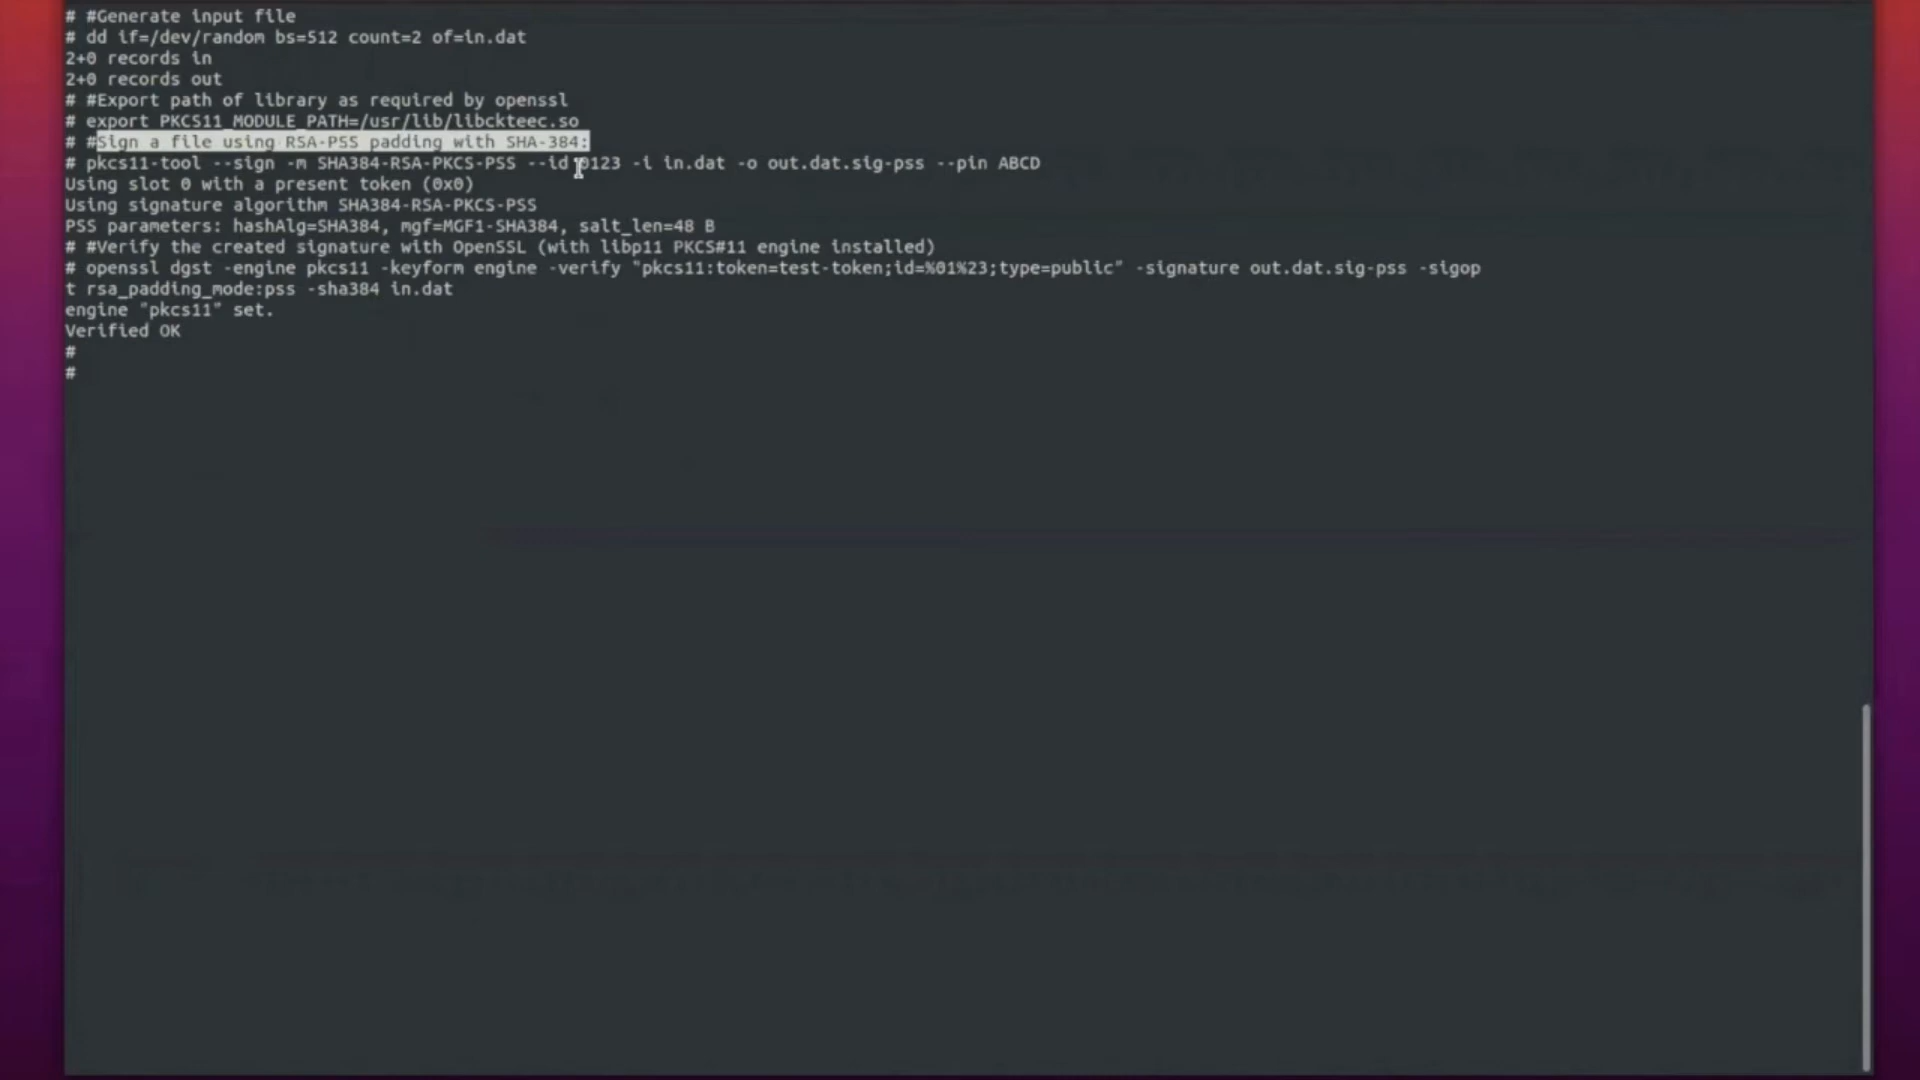 # #Generate input file
# dd if=/dev/random bs=512 count=2 of=in.dat
2+0 records in
2+0 records out
# #Export path of library as required by openssl
# export PKCS11_MODULE_PATH=/usr/lib/libckteec.so
# #Sign a file using RSA-PSS padding with SHA-384:
# pkcs11-tool --sign -m SHA384-RSA-PKCS-PSS --id 0123 -i in.dat -o out.dat.sig-pss --pin ABCD
Using slot 0 with a present token (0x0)
Using signature algorithm SHA384-RSA-PKCS-PSS
PSS parameters: hashAlg=SHA384, mgf=MGF1-SHA384, salt_len=48 B
# #Verify the created signature with OpenSSL (with libp11 PKCS#11 engine installed)
# openssl dgst -engine pkcs11 -keyform engine -verify "pkcs11:token=test-token;id=%01%23;type=public" -signature out.dat.sig-pss -sigop
t rsa_padding_mode:pss -sha384 in.dat
engine "pkcs11" set.
Verified OK
#
#